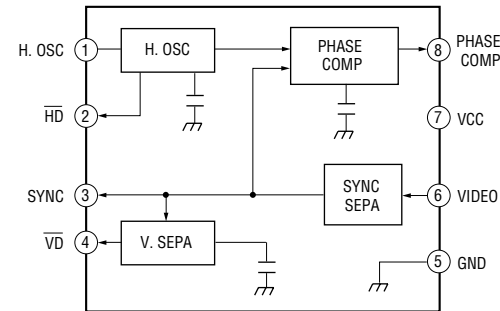 H. OSC 1 H. OSC PHASE COMP 8 PHASE COMP
HD 2
7 VCC
SYNC 3 SYNC SEPA 6 VIDEO
VD 4 V. SEPA
5 GND